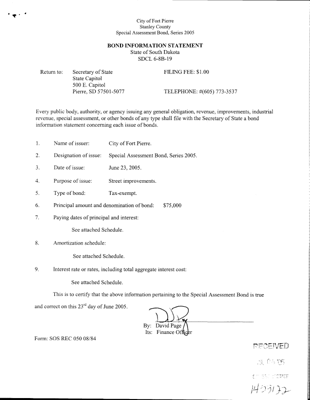 City of Fort Pierre
Stanley County
Special Assessment Bond, Series 2005
BOND INFORMATION STATEMENT
State of South Dakota
SDCL 6-8B-19
Return to: Secretary of State FILING FEE: $1.00
State Capitol
500 E. Capitol
Pierre, SD 57501-5077 TELEPHONE: #(605) 773-3537
Every public body, authority, or agency issuing any general obligation, revenue, improvements, industrial
revenue, special assessment, or other bonds of any type shall file with the Secretary of State a bond
information statement concerning each issue of bonds.
1. Name of issuer: City of Fort Pierre.
2. Designation of issue: Special Assessment Bond, Series 2005.
3. Date of issue: June 23, 2005.
4. Purpose of issue: Street improvements.
5. Type of bond: Tax-exempt.
6. Principal amount and denomination of bond: $75,000
7. Paying dates of principal and interest:
See attached Schedule.
8. Amortization schedule:
See attached Schedule.
9. Interest rate or rates, including total aggregate interest cost:
See attached Schedule.
This is to certify that the above information pertaining to the Special Assessment Bond is true
and correct on this 23rd day of June 2005.
By: David Page
Its: Finance Officer
Form: SOS REC 050 08/84
RECEIVED